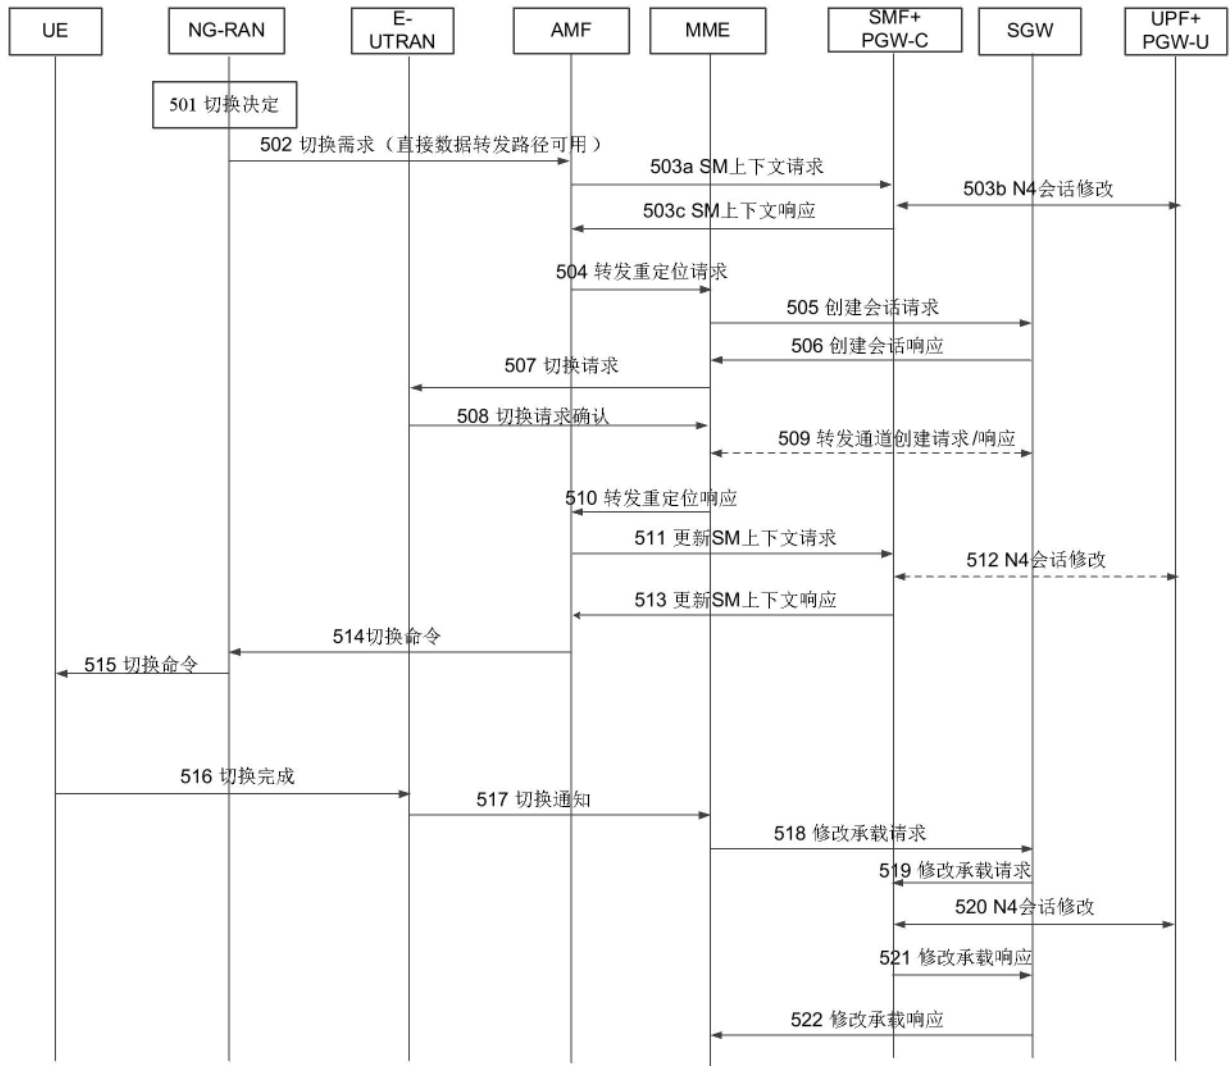 UE
NG-RAN
E-
UTRAN
AMF
MME
SMF+
PGW-C
SGW
UPF+
PGW-U
501 切换决定
502 切换需求（直接数据转发路径可用）
503a SM上下文请求
503b N4会话修改
503c SM上下文响应
504 转发重定位请求
505 创建会话请求
506 创建会话响应
507 切换请求
508 切换请求确认
509 转发通道创建请求/响应
510 转发重定位响应
511 更新SM上下文请求
512 N4会话修改
513 更新SM上下文响应
514切换命令
515 切换命令
516 切换完成
517 切换通知
518 修改承载请求
519 修改承载请求
520 N4会话修改
521 修改承载响应
522 修改承载响应